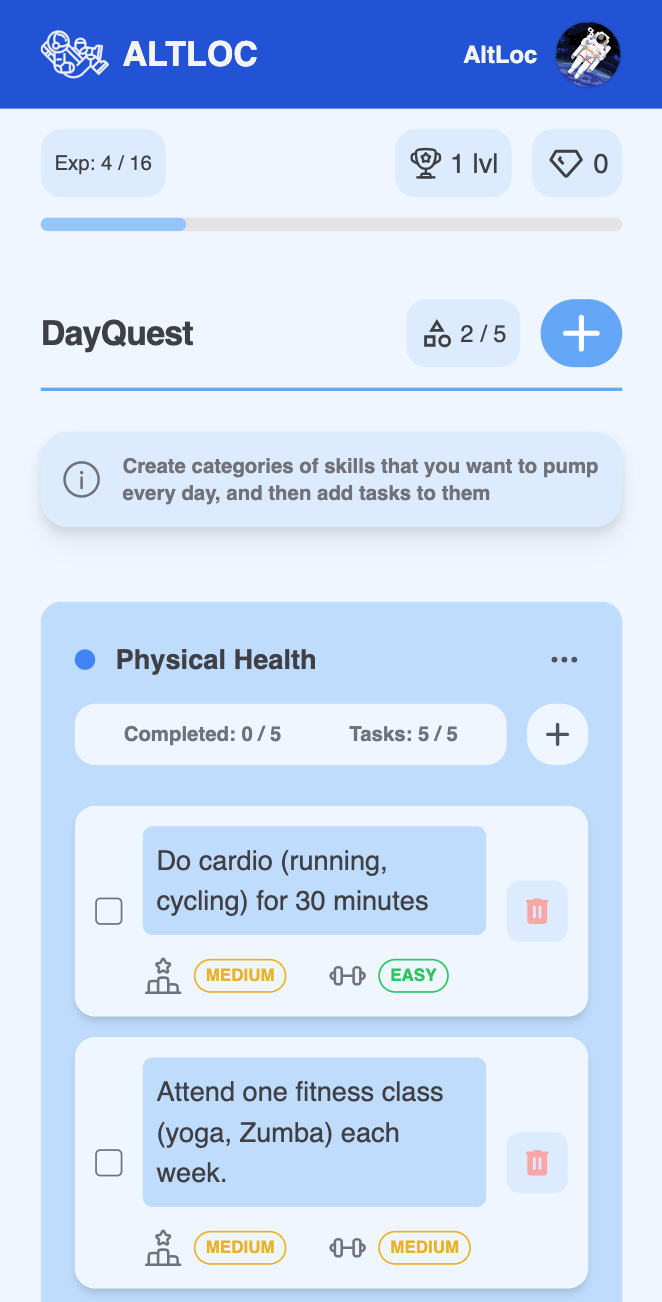 ALTLOC
AltLoc
Exp: 4 / 16
1 lvl
0
DayQuest
2 / 5
Create categories of skills that you want to pump
every day, and then add tasks to them
Physical Health
Completed: 0 / 5
Tasks: 5 / 5
Do cardio (running,
cycling) for 30 minutes
MEDIUM
EASY
Attend one fitness class
(yoga, Zumba) each
week.
MEDIUM
MEDIUM